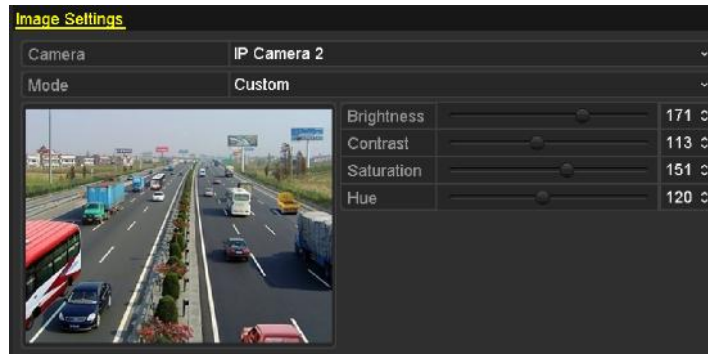 Image Settings
Camera IP Camera 2
Mode Custom
Brightness 171
Contrast 113
Saturation 151
Hue 120